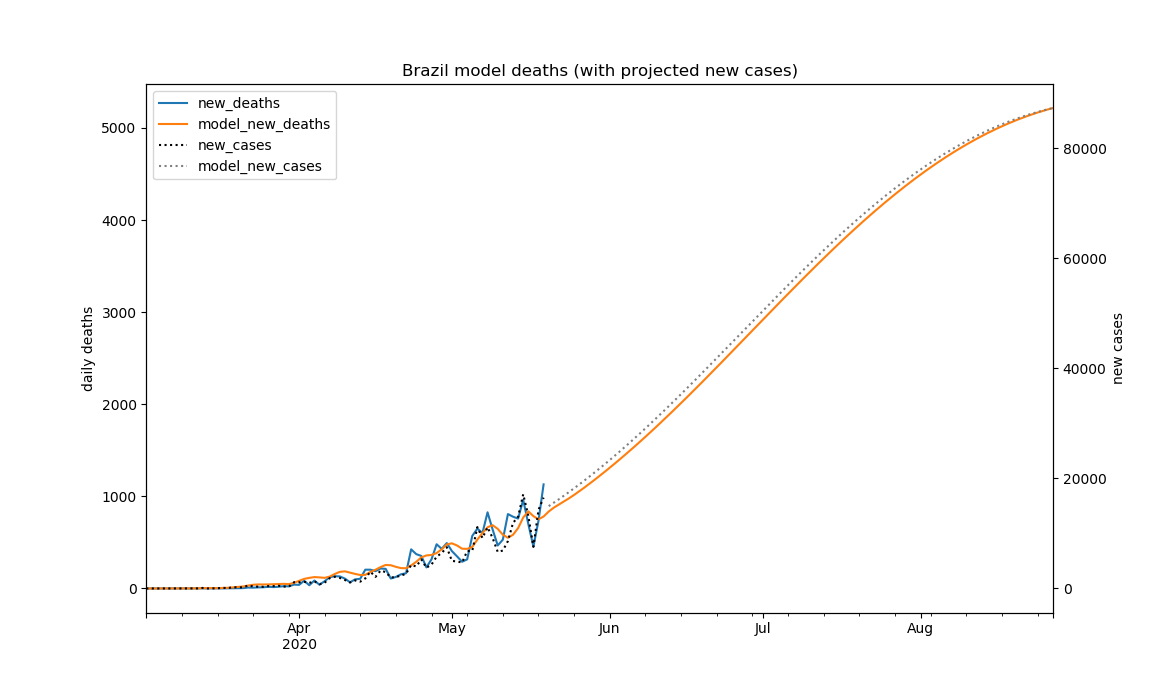 Brazil model deaths (with projected new cases)
new_deaths
model_new_deaths
new_cases
model_new_cases
daily deaths
5000
4000
3000
2000
1000
0
80000
60000
40000
20000
0
new cases
Apr
2020
May
Jun
Jul
Aug